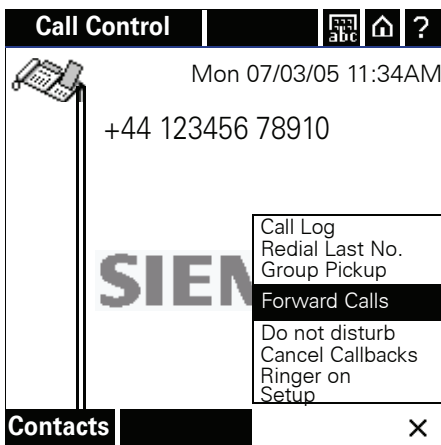 Call Control
abc
?
Mon 07/03/05 11:34AM
+44 123456 78910
SIEN
Call Log
Redial Last No.
Group Pickup
Forward Calls
Do not disturb
Cancel Callbacks
Ringer on
Setup
Contacts